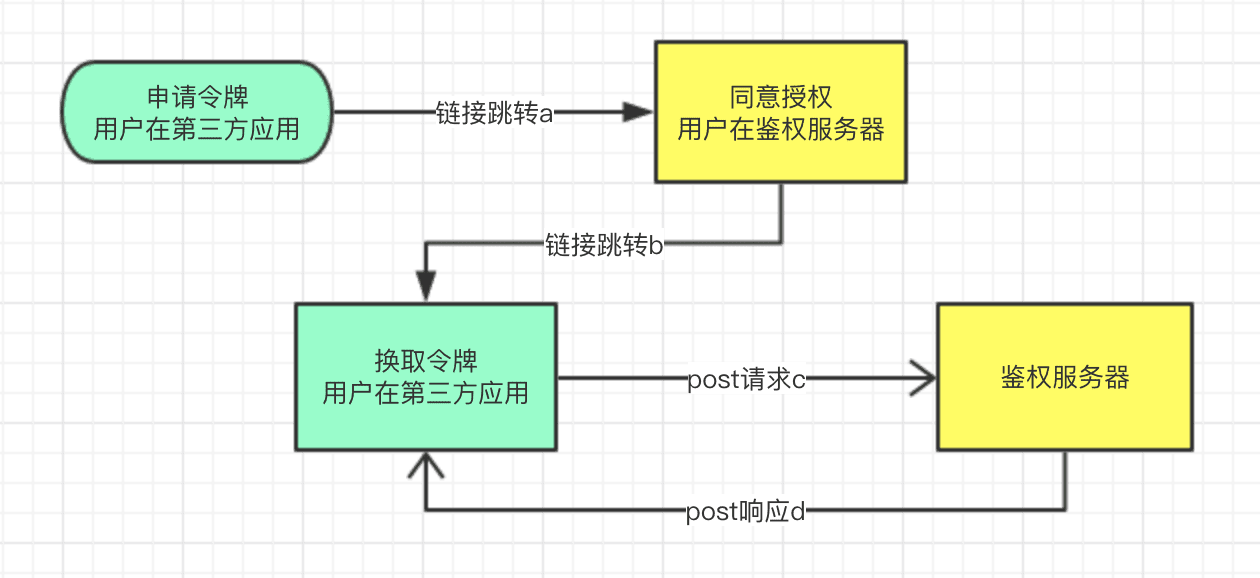 申请令牌
用户在第三方应用
链接跳转a
同意授权
用户在鉴权服务器
链接跳转b
换取令牌
用户在第三方应用
post请求c
鉴权服务器
post响应d